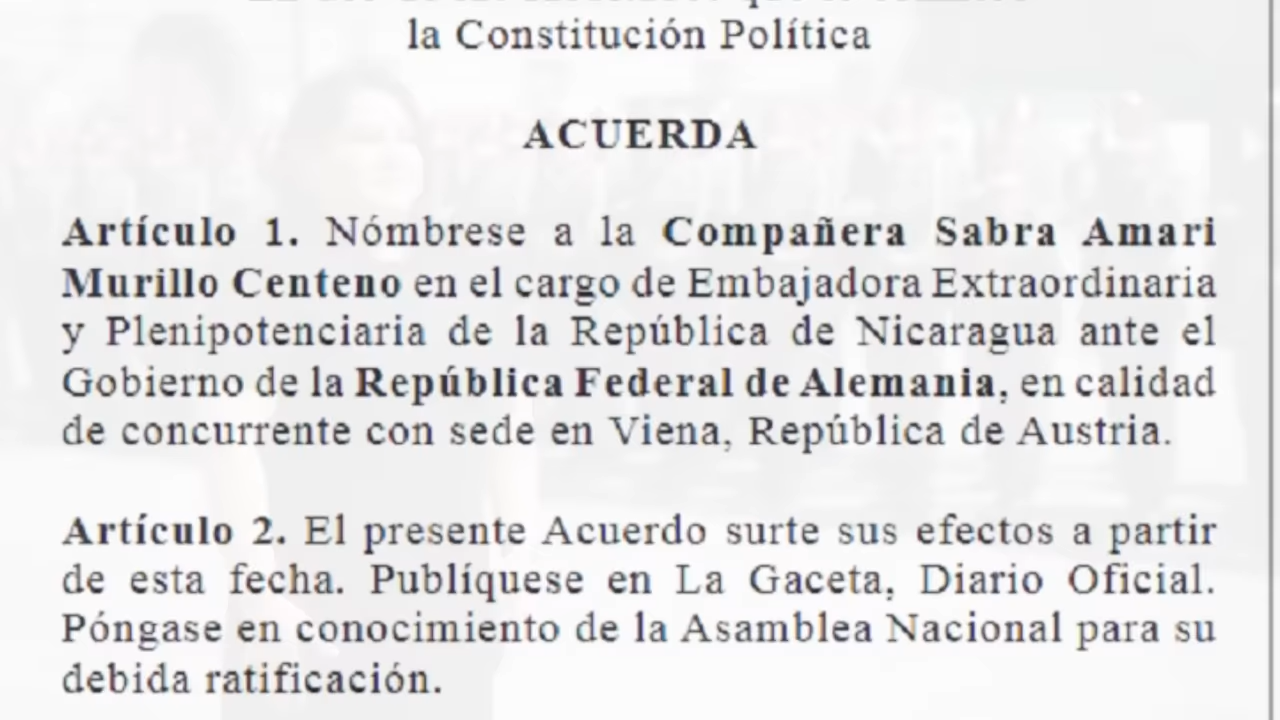 la Constitución Política
ACUERDA
Artículo 1. Nómbrese a la Compañera Sabra Amari
Murillo Centeno en el cargo de Embajadora Extraordinaria
y Plenipotenciaria de la República de Nicaragua ante el
Gobierno de la República Federal de Alemania, en calidad
de concurrente con sede en Viena, República de Austria.
Artículo 2. El presente Acuerdo surte sus efectos a partir
de esta fecha. Publíquese en La Gaceta, Diario Oficial.
Póngase en conocimiento de la Asamblea Nacional para su
debida ratificación.